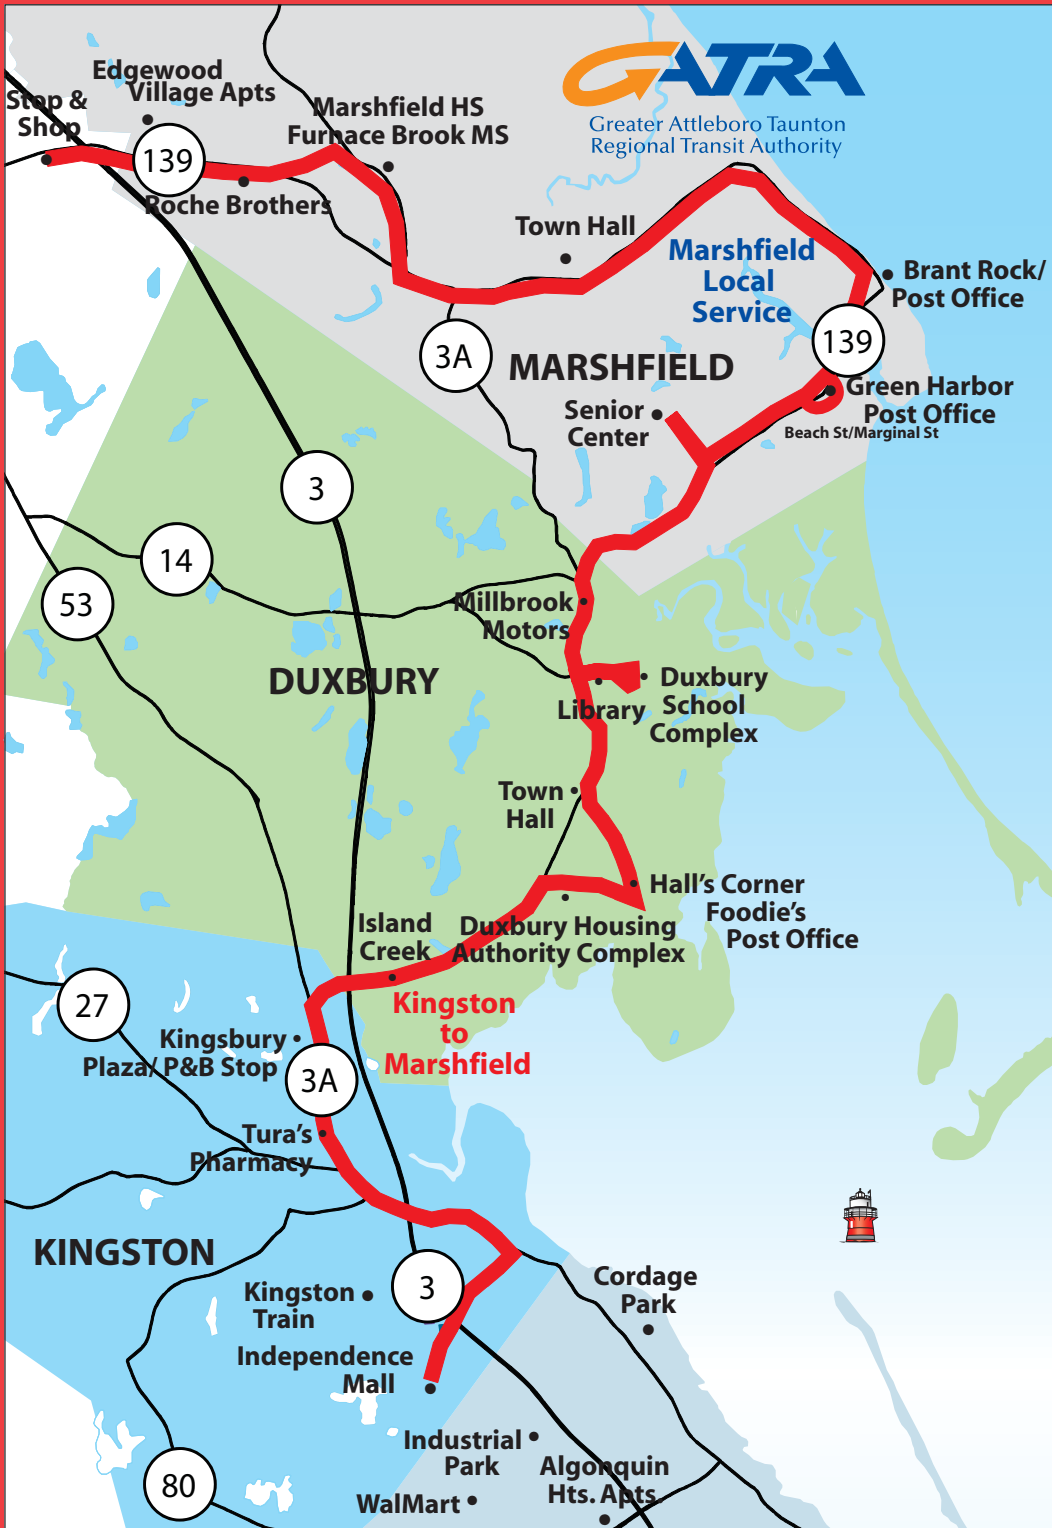 GATRA
Greater Attleboro Taunton
Regional Transit Authority
Edgewood
Village Apts
Stop &
Shop
139
Roche Brothers
Marshfield HS
Furnace Brook MS
Town Hall
Marshfield
Local
Service
Brant Rock/
Post Office
139
3A
MARSHFIELD
Green Harbor
Post Office
Beach St/Marginal St
Senior
Center
3
14
53
Millbrook
Motors
DUXBURY
Duxbury
School
Complex
Library
Town
Hall
Hall's Corner
Foodie's
Post Office
Island
Creek
Duxbury Housing
Authority Complex
27
Kingston
to
Marshfield
Kingsbury
Plaza/ P&B Stop
3A
Tura's
Pharmacy
KINGSTON
3
Kingston
Train
Cordage
Park
Independence
Mall
Industrial
Park
Algonquin
Hts. Apts.
WalMart
80